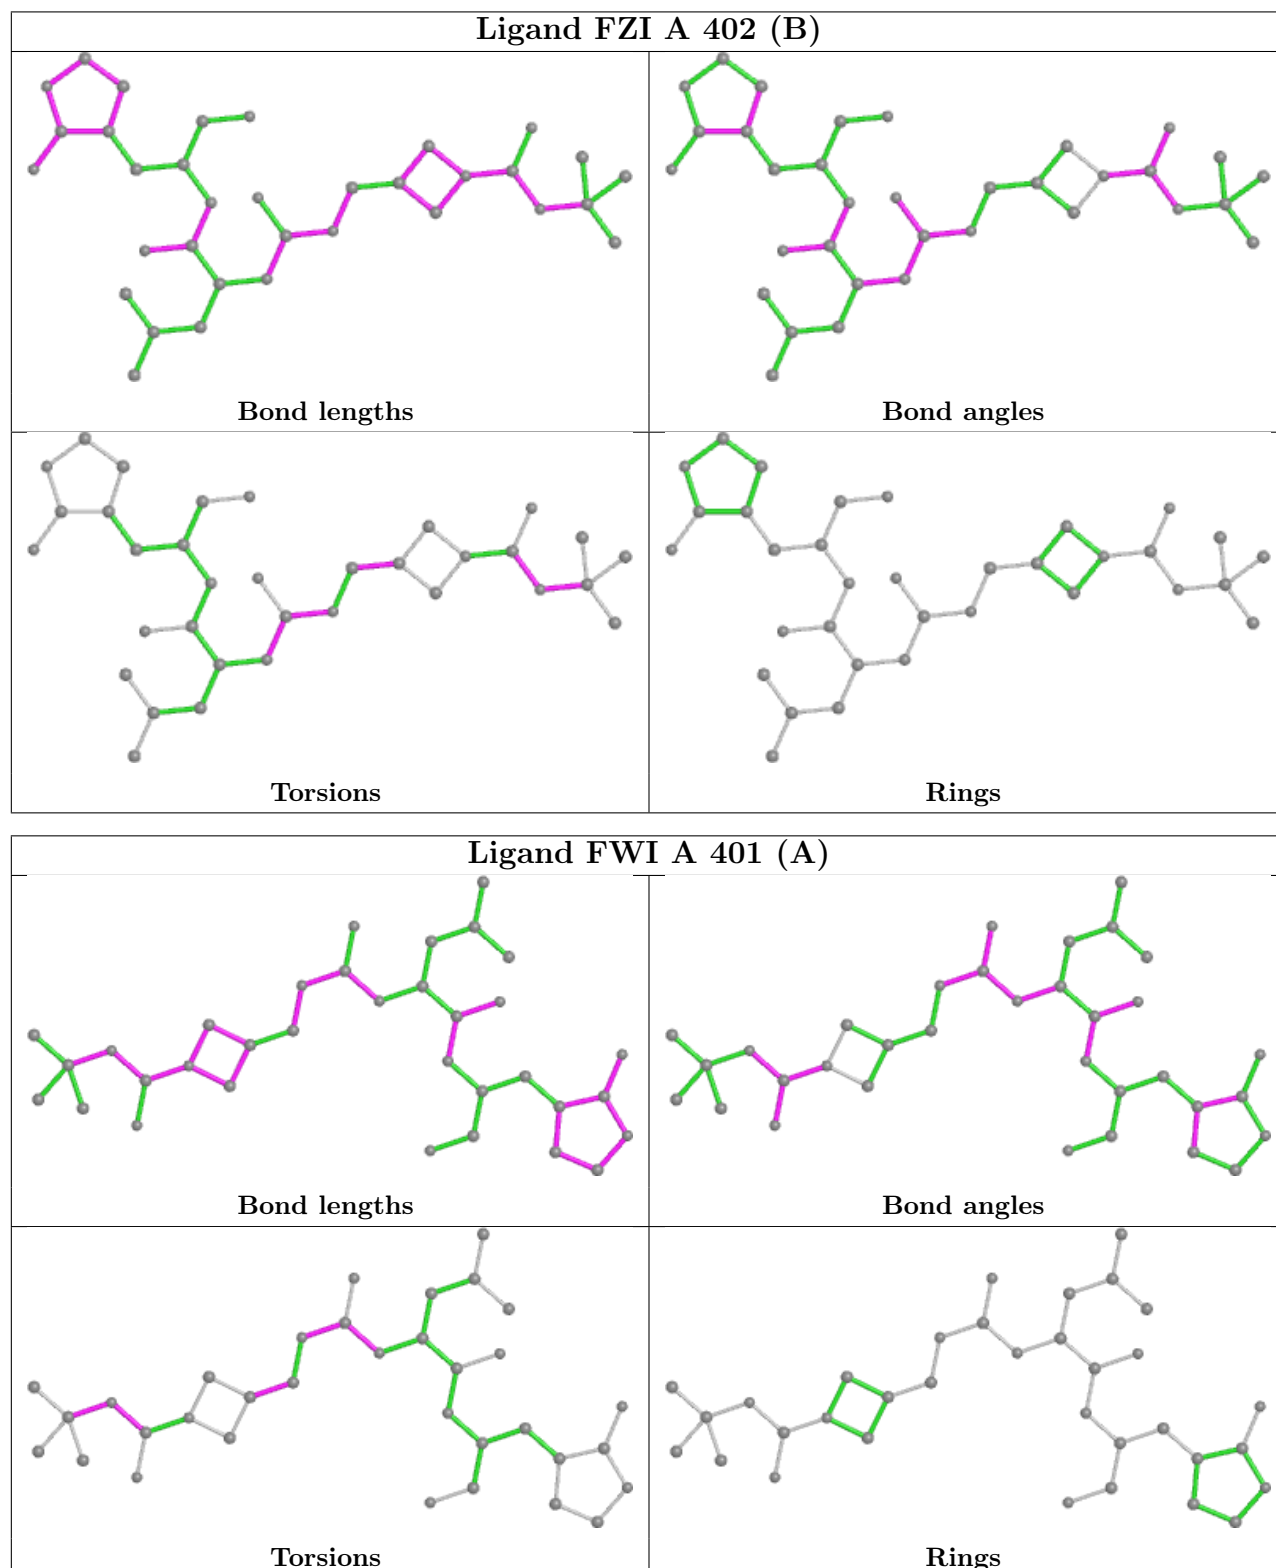 Ligand FZI A 402 (B)
Bond lengths
Bond angles
Torsions
Rings
Ligand FWI A 401 (A)
Bond lengths
Bond angles
Torsions
Rings